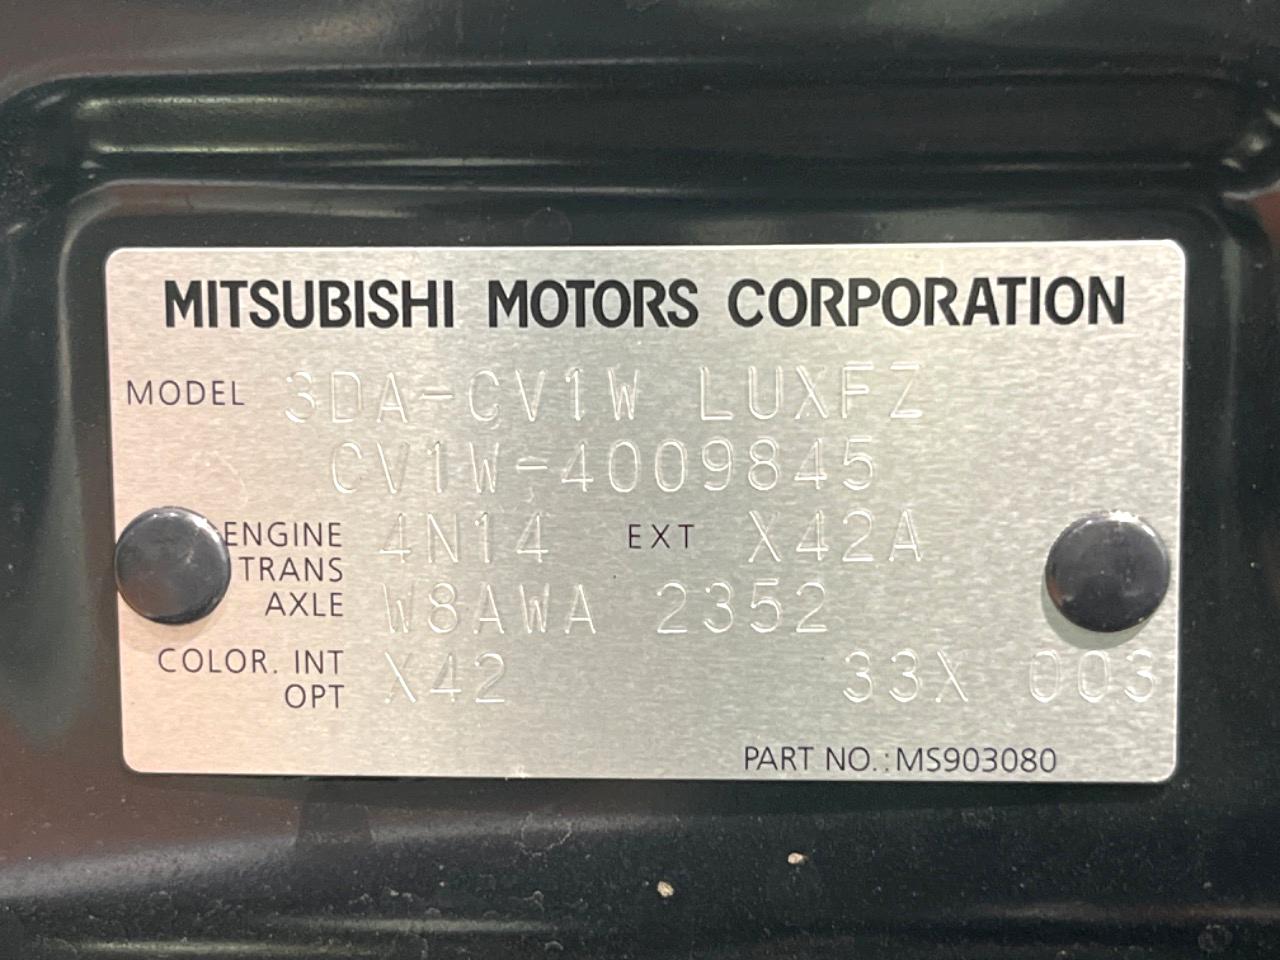 MITSUBISHI MOTORS CORPORATION
MODEL 3DA-CV1W LUXFZ
CV1W-4009845
ENGINE 4N14 EXT X42A
TRANS
AXLE W8AWA 2352
COLOR. INT X42 33X 003
OPT
PART NO.:MS903080